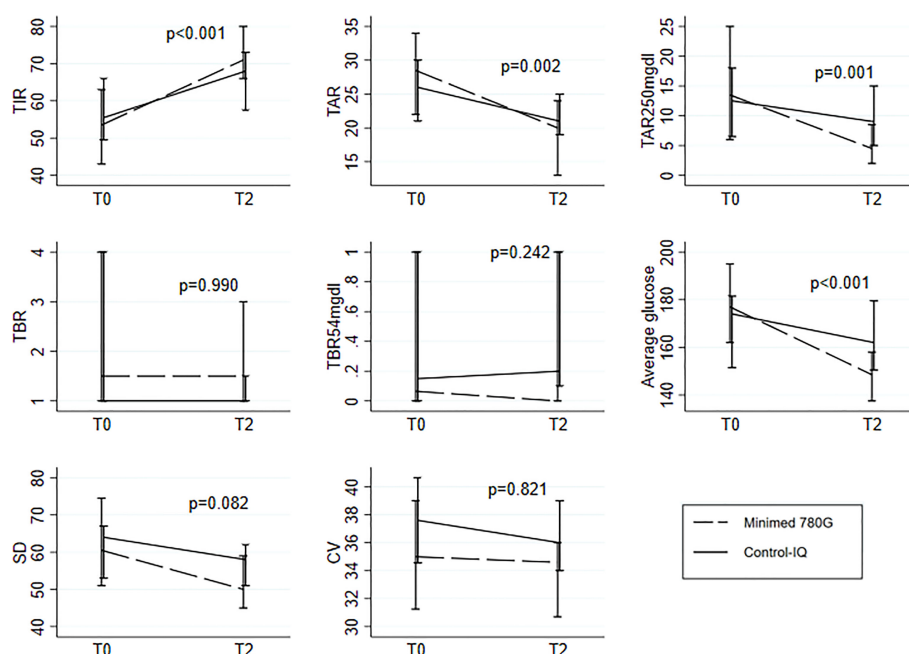 80
70
60
50
40
TIR
p<0.001
T0
T2
35
30
25
20
15
TAR
p=0.002
T0
T2
25
20
15
10
5
0
TAR250mgdl
p=0.001
T0
T2
4
3
2
1
TBR
p=0.990
T0
T2
1
.8
.6
.4
.2
0
TBR54mgdl
p=0.242
T0
T2
200
180
160
140
Average glucose
p<0.001
T0
T2
80
70
60
50
40
SD
p=0.082
T0
T2
40
38
36
34
32
30
CV
p=0.821
T0
T2
Minimed 780G
Control-IQ